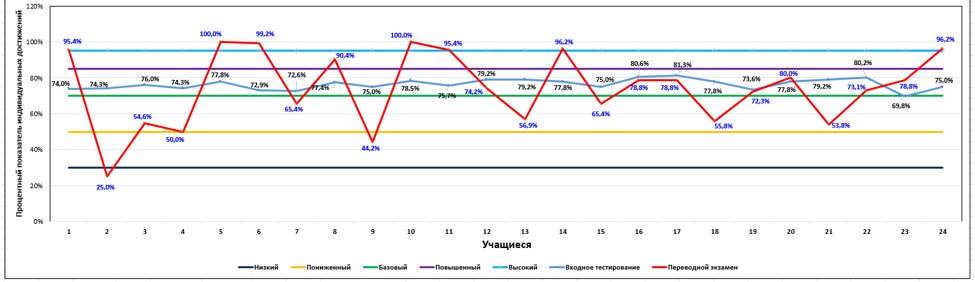 Процентный показатель индивидуальных достижений
120%
100%
80%
60%
40%
20%
0%
95,4% 100,0% 99,2% 90,4% 100,0% 95,4% 96,2% 80,0% 96,2%
74,0% 74,3% 76,0% 74,3% 77,8% 72,9% 72,6% 77,4% 75,0% 78,5% 75,7% 79,2% 79,2% 77,8% 75,0% 80,6% 81,3% 77,8% 73,6% 77,8% 79,2% 80,2% 69,8% 75,0%
25,0% 54,6% 50,0% 65,4% 44,2% 74,2% 56,9% 65,4% 78,8% 78,8% 55,8% 72,3% 53,8% 73,1% 78,8%
1 2 3 4 5 6 7 8 9 10 11 12 13 14 15 16 17 18 19 20 21 22 23 24
Учащиеся
Низкий Пониженный Базовый Повышенный Высокий Входное тестирование Переводной экзамен